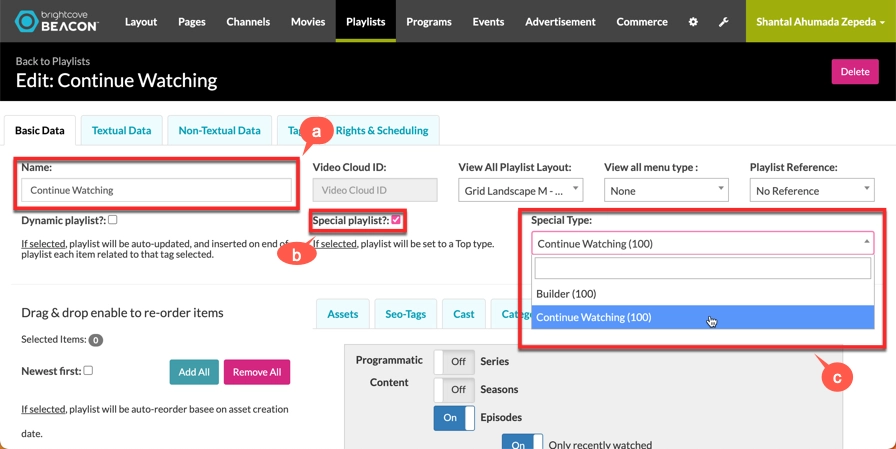 brightcove
BEACON
Layout Pages Channels Movies Playlists Programs Events Advertisement Commerce Shantal Ahumada Zepeda
Back to Playlists
Edit: Continue Watching
Delete
Basic Data Textual Data Non-Textual Data Rights & Scheduling
a
Name: Video Cloud ID: View All Playlist Layout: View all menu type : Playlist Reference:
Continue Watching Video Cloud ID Grid Landscape M - ... None No Reference
Dynamic playlist?: Special playlist?: Special Type:
If selected, playlist will be auto-updated, and inserted on end of
playlist each item related to that tag selected.
b
If selected, playlist will be set to a Top type.
Continue Watching (100)
Builder (100)
Continue Watching (100)
c
Drag & drop enable to re-order items
Selected Items: 0
Newest first:
Add All Remove All
If selected, playlist will be auto-reorder basee on asset creation
date.
Assets Seo-Tags Cast
Programmatic
Content
Off Series
Off Seasons
On Episodes
On Only recently watched